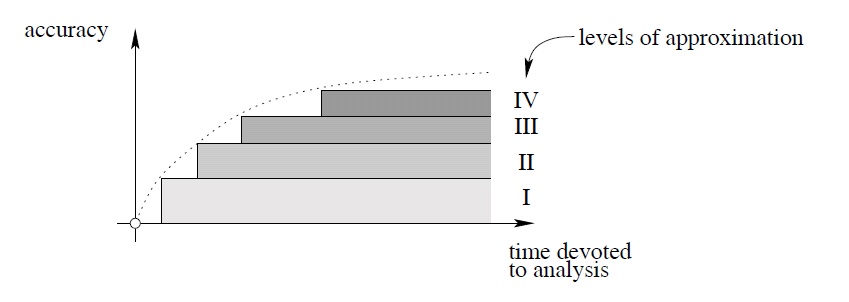 accuracy
levels of approximation
IV
III
II
I
time devoted
to analysis